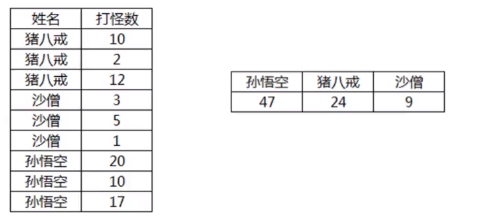 姓名 打怪数
猪八戒 10
猪八戒 2
猪八戒 12
沙僧 3
沙僧 5
沙僧 1
孙悟空 20
孙悟空 10
孙悟空 17
孙悟空 猪八戒 沙僧
47 24 9